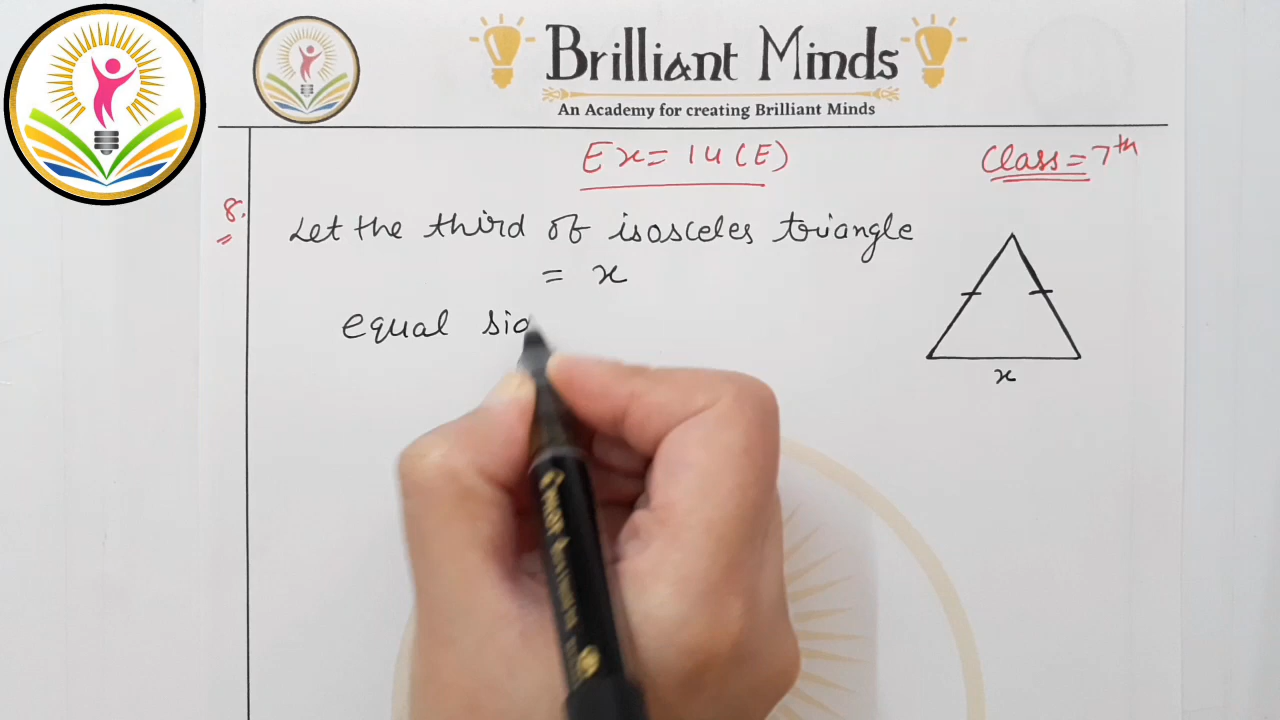 Brilliant Minds
An Academy for creating Brilliant Minds
Ex = 14 (E)
Class = 7th
8.
Let the third of isosceles triangle
= x
equal sid
x